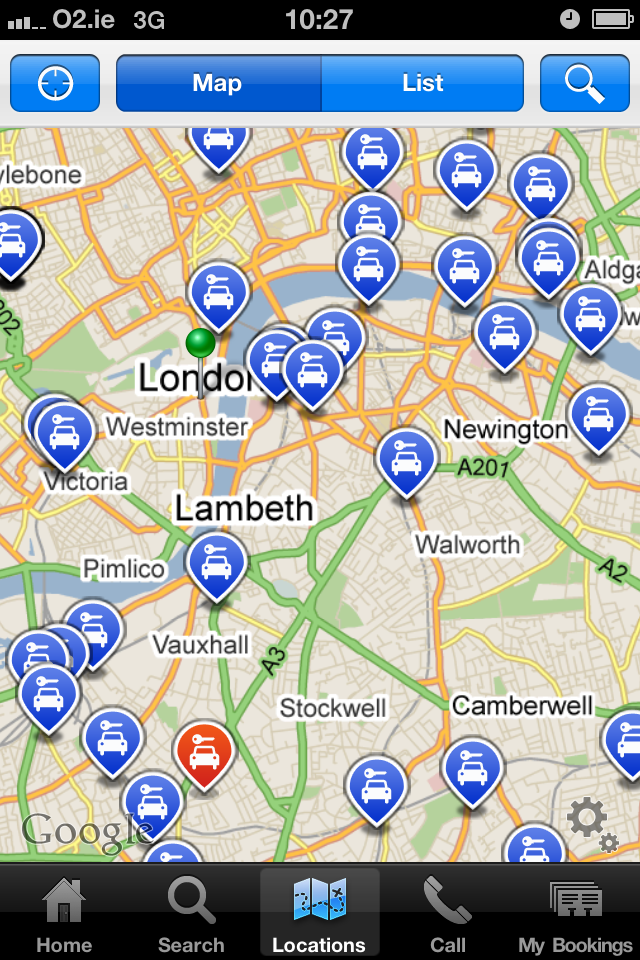 O2.ie 3G 10:27
Map List
ylebone
Aldga
London
Westminster
Newington
A201
Victoria
Lambeth
Walworth
A2
Pimlico
Vauxhall
A3
Stockwell
Camberwell
Google
Home Search Locations Call My Bookings